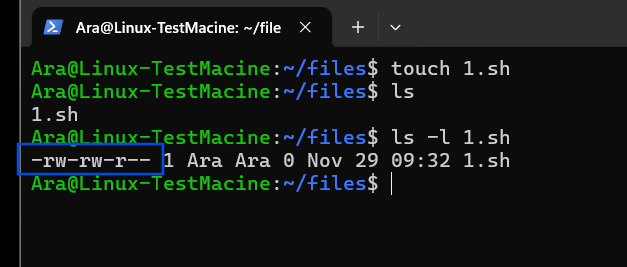 Ara@Linux-TestMacine: ~/file
Ara@Linux-TestMacine:~/files$ touch 1.sh
Ara@Linux-TestMacine:~/files$ ls
1.sh
Ara@Linux-TestMacine:~/files$ ls -l 1.sh
-rw-rw-r-- 1 Ara Ara 0 Nov 29 09:32 1.sh
Ara@Linux-TestMacine:~/files$